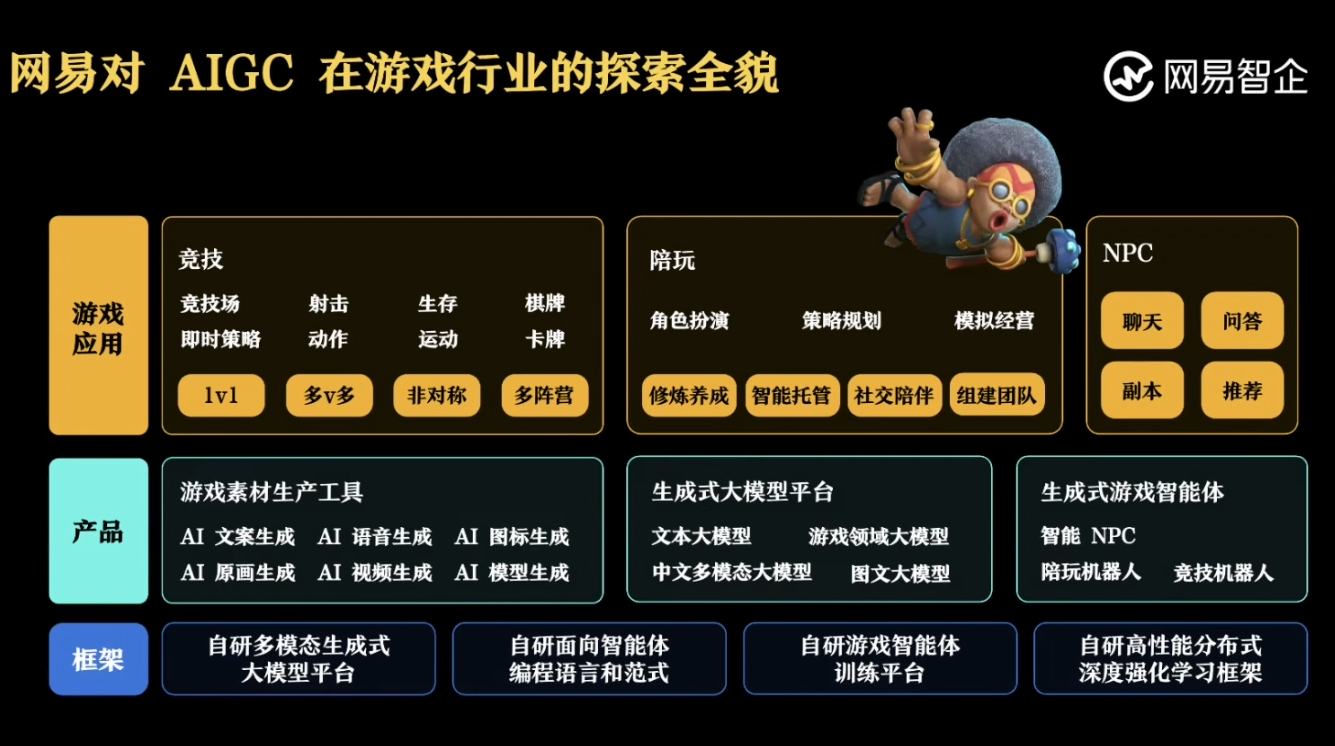 网易对 AIGC 在游戏行业的探索全貌
网易智企
游戏
应用
竞技
竞技场 射击 生存 棋牌
即时策略 动作 运动 卡牌
1v1 多v多 非对称 多阵营
陪玩
角色扮演 策略规划 模拟经营
修炼养成 智能托管 社交陪伴 组建团队
NPC
聊天 问答
副本 推荐
产品
游戏素材生产工具
AI 文案生成 AI 语音生成 AI 图标生成
AI 原画生成 AI 视频生成 AI 模型生成
生成式大模型平台
文本大模型 游戏领域大模型
中文多模态大模型 图文大模型
生成式游戏智能体
智能 NPC
陪玩机器人 竞技机器人
框架
自研多模态生成式
大模型平台
自研面向智能体
编程语言和范式
自研游戏智能体
训练平台
自研高性能分布式
深度强化学习框架